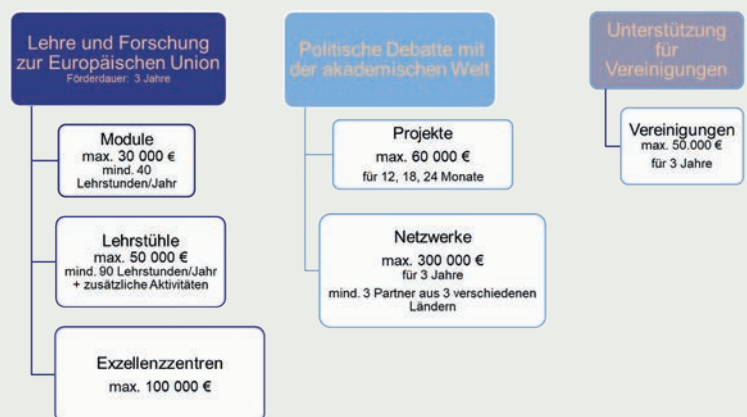 Lehre und Forschung
zur Europäischen Union
Förderdauer: 3 Jahre
Module
max. 30 000 €
mind. 40
Lehrstunden/Jahr
Lehrstühle
max. 50 000 €
mind. 90 Lehrstunden/Jahr
+ zusätzliche Aktivitäten
Exzellenzzentren
max. 100 000 €
Politische Debatte mit
der akademischen Welt
Projekte
max. 60 000 €
für 12, 18, 24 Monate
Netzwerke
max. 300 000 €
für 3 Jahre
mind. 3 Partner aus 3 verschiedenen
Ländern
Unterstützung
für
Vereinigungen
Vereinigungen
max. 50.000 €
für 3 Jahre